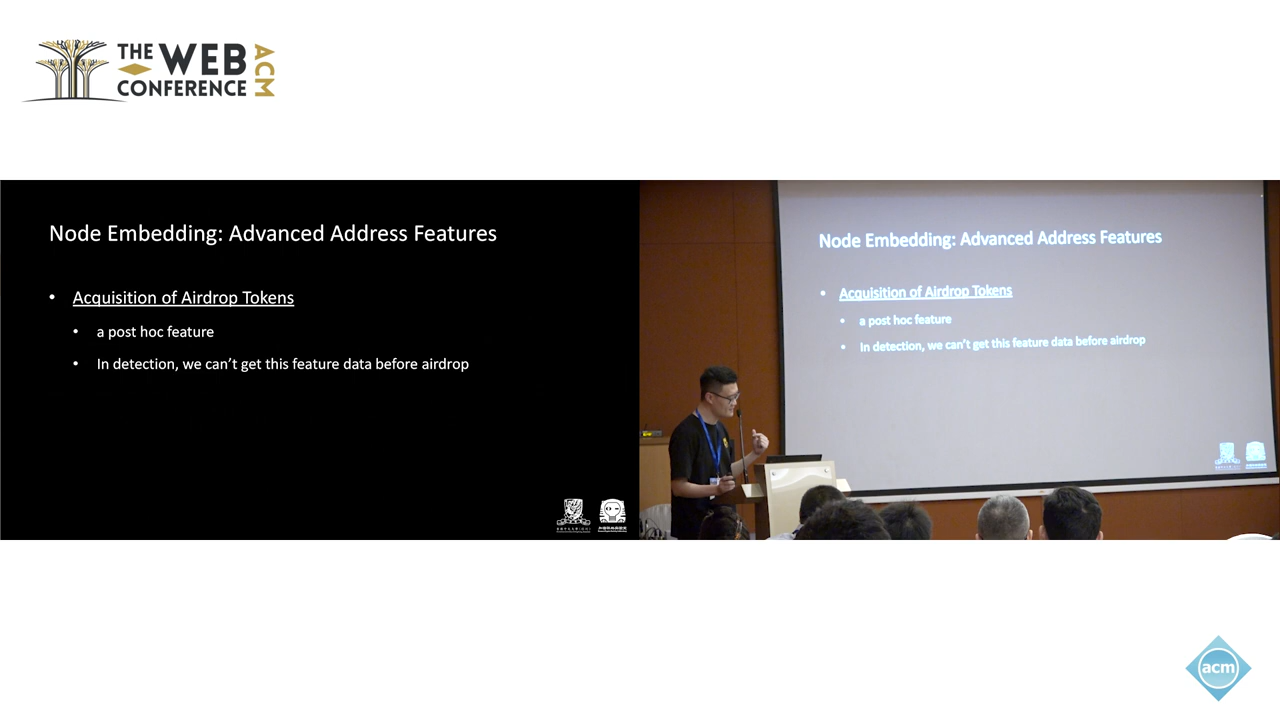 THE WEB
CONFERENCE
ACM
Node Embedding: Advanced Address Features
• Acquisition of Airdrop Tokens
• a post hoc feature
• In detection, we can't get this feature data before airdrop
Node Embedding: Advanced Address Features
• Acquisition of Airdrop Tokens
• a post hoc feature
• In detection, we can't get this feature data before airdrop
acm